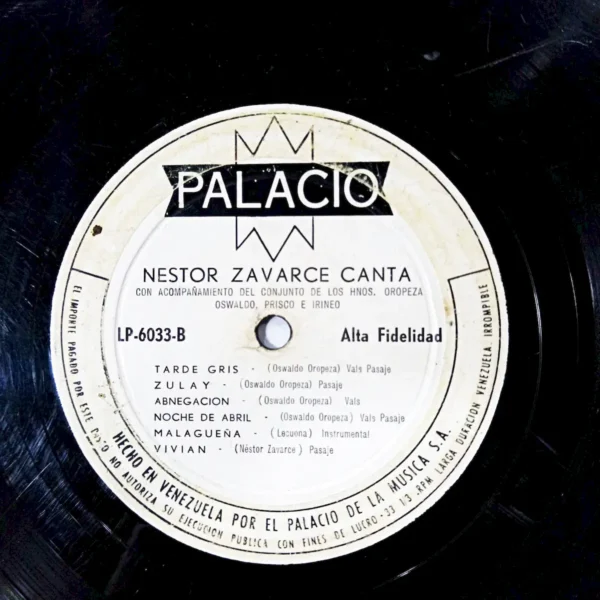 PALACIO
NESTOR ZAVARCE CANTA
CON ACOMPAÑAMIENTO DEL CONJUNTO DE LOS HNOS. OROPEZA
OSWALDO, PRISCO E IRINEO
LP-6033-B Alta Fidelidad
TARDE GRIS - (Oswaldo Oropeza) Vals Pasaje
ZULAY - (Oswaldo Oropeza) Pasaje
ABNEGACION - (Oswaldo Oropeza) Vals
NOCHE DE ABRIL - (Oswaldo Oropeza) Vals Pasaje
MALAGUEÑA - (Lecuona) Instrumental
VIVIAN - (Néstor Zavarce) Pasaje
HECHO EN VENEZUELA POR EL PALACIO DE LA MUSICA S.A.
EL IMPORTE PAGADO POR ESTE DISCO NO AUTORIZA SU EJECUCION PUBLICA CON FINES DE LUCRO - 33 1/3 RPM LARGA DURACION VENEZUELA IRROMPIBLE